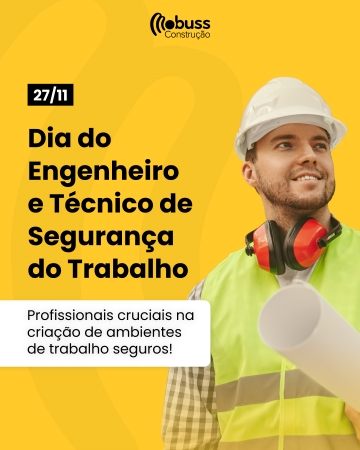 mobuss
Construção
27/11
Dia do
Engenheiro
e Técnico de
Segurança
do Trabalho
Profissionais cruciais na
criação de ambientes
de trabalho seguros!